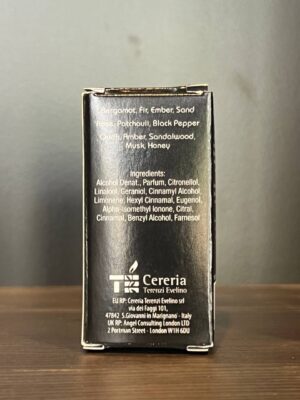 Bergamot, Fir, Ember, Sand
Rose, Patchouli, Black Pepper
Oudh, Amber, Sandalwood,
Musk, Honey
Ingredients:
Alcohol Denat., Parfum, Citronellol,
Linalool, Geraniol, Cinnamyl Alcohol,
Limonene, Hexyl Cinnamal, Eugenol,
Alpha-isomethyl Ionone, Citral,
Cinnamal, Benzyl Alcohol, Farnesol
Cereria
Terenzi Evelino
EU RP: Cereria Terenzi Evelino srl
via dei Faggi 101,
47842 S.Giovanni in Marignano - Italy
UK RP: Angel Consulting London LTD
2 Portman Street - London W1H 6DU